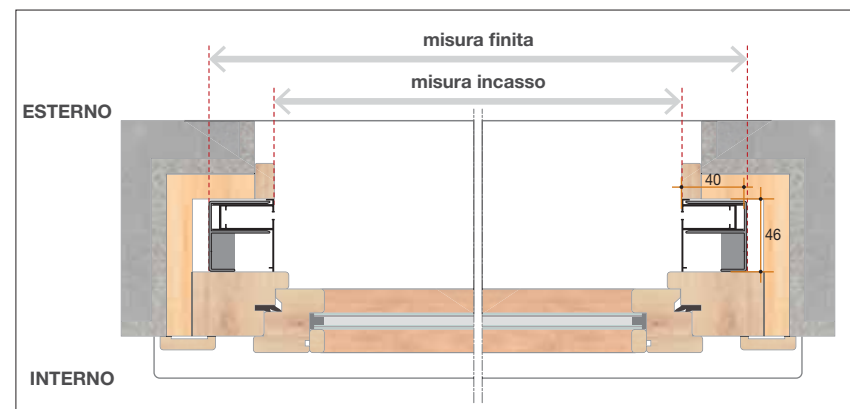 misura finita
misura incasso
ESTERNO
40
46
INTERNO